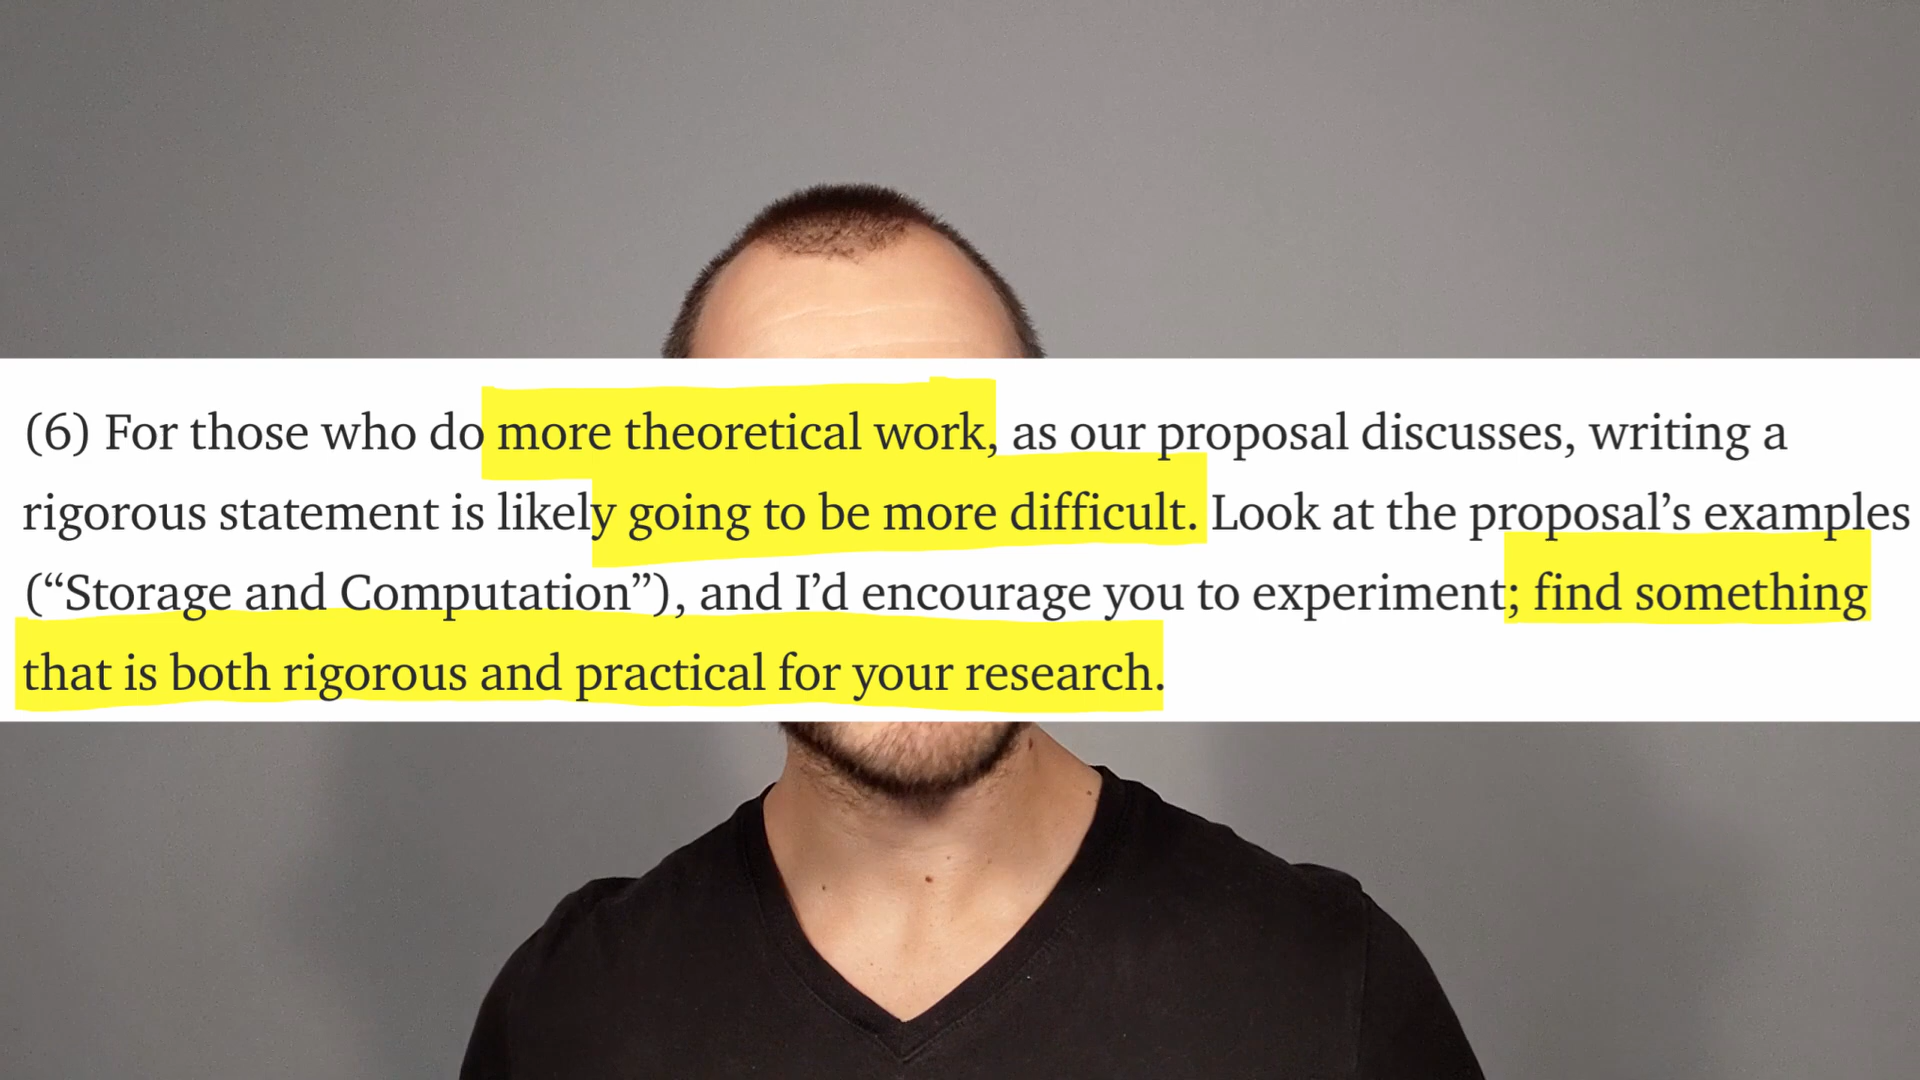 (6) For those who do more theoretical work, as our proposal discusses, writing a
rigorous statement is likely going to be more difficult. Look at the proposal’s examples
(“Storage and Computation”), and I’d encourage you to experiment; find something
that is both rigorous and practical for your research.